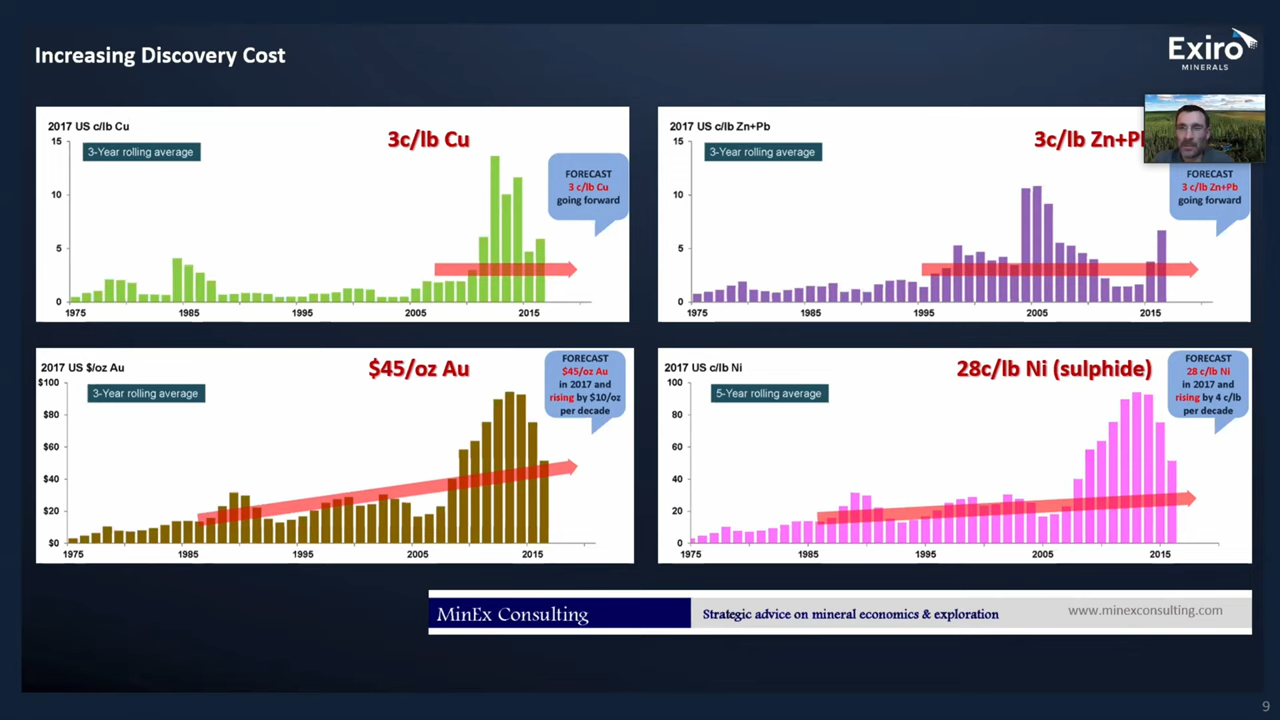 Increasing Discovery Cost
Exiro
MINERALS
2017 US c/lb Cu
3-Year rolling average
3c/lb Cu
FORECAST
3 c/lb Cu
going forward
15
10
5
0
1975
1985
1995
2005
2015
2017 US c/lb Zn+Pb
3-Year rolling average
3c/lb Zn+P
FORECAST
3 c/lb Zn+Pb
going forward
15
10
5
0
1975
1985
1995
2005
2015
2017 US $/oz Au
3-Year rolling average
$45/oz Au
FORECAST
$45/oz Au
in 2017 and
rising by $10/oz
per decade
$100
$80
$60
$40
$20
$0
1975
1985
1995
2005
2015
2017 US c/lb Ni
5-Year rolling average
28c/lb Ni (sulphide)
FORECAST
28 c/lb Ni
in 2017 and
rising by 4 c/lb
per decade
100
80
60
40
20
0
1975
1985
1995
2005
2015
MinEx Consulting
Strategic advice on mineral economics & exploration
www.minexconsulting.com
9